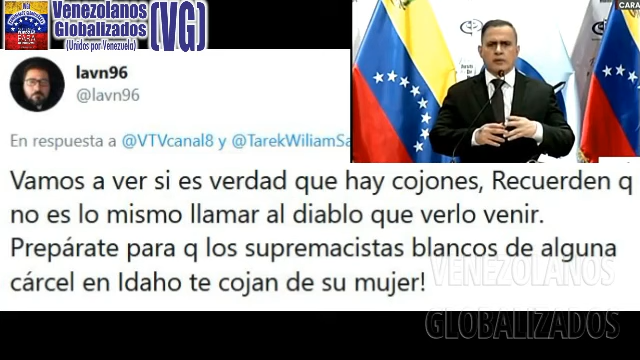 Venezolanos
Globalizados
(Unidos por Venezuela)
(VG)
CARA
lavn96
@lavn96
En respuesta a @VTVcanal8 y @TarekWiliamSa
Vamos a ver si es verdad que hay cojones, Recuerden q
no es lo mismo llamar al diablo que verlo venir.
Prepárate para q los supremacistas blancos de alguna
cárcel en Idaho te cojan de su mujer!
VENEZOLANOS
GLOBALIZADOS